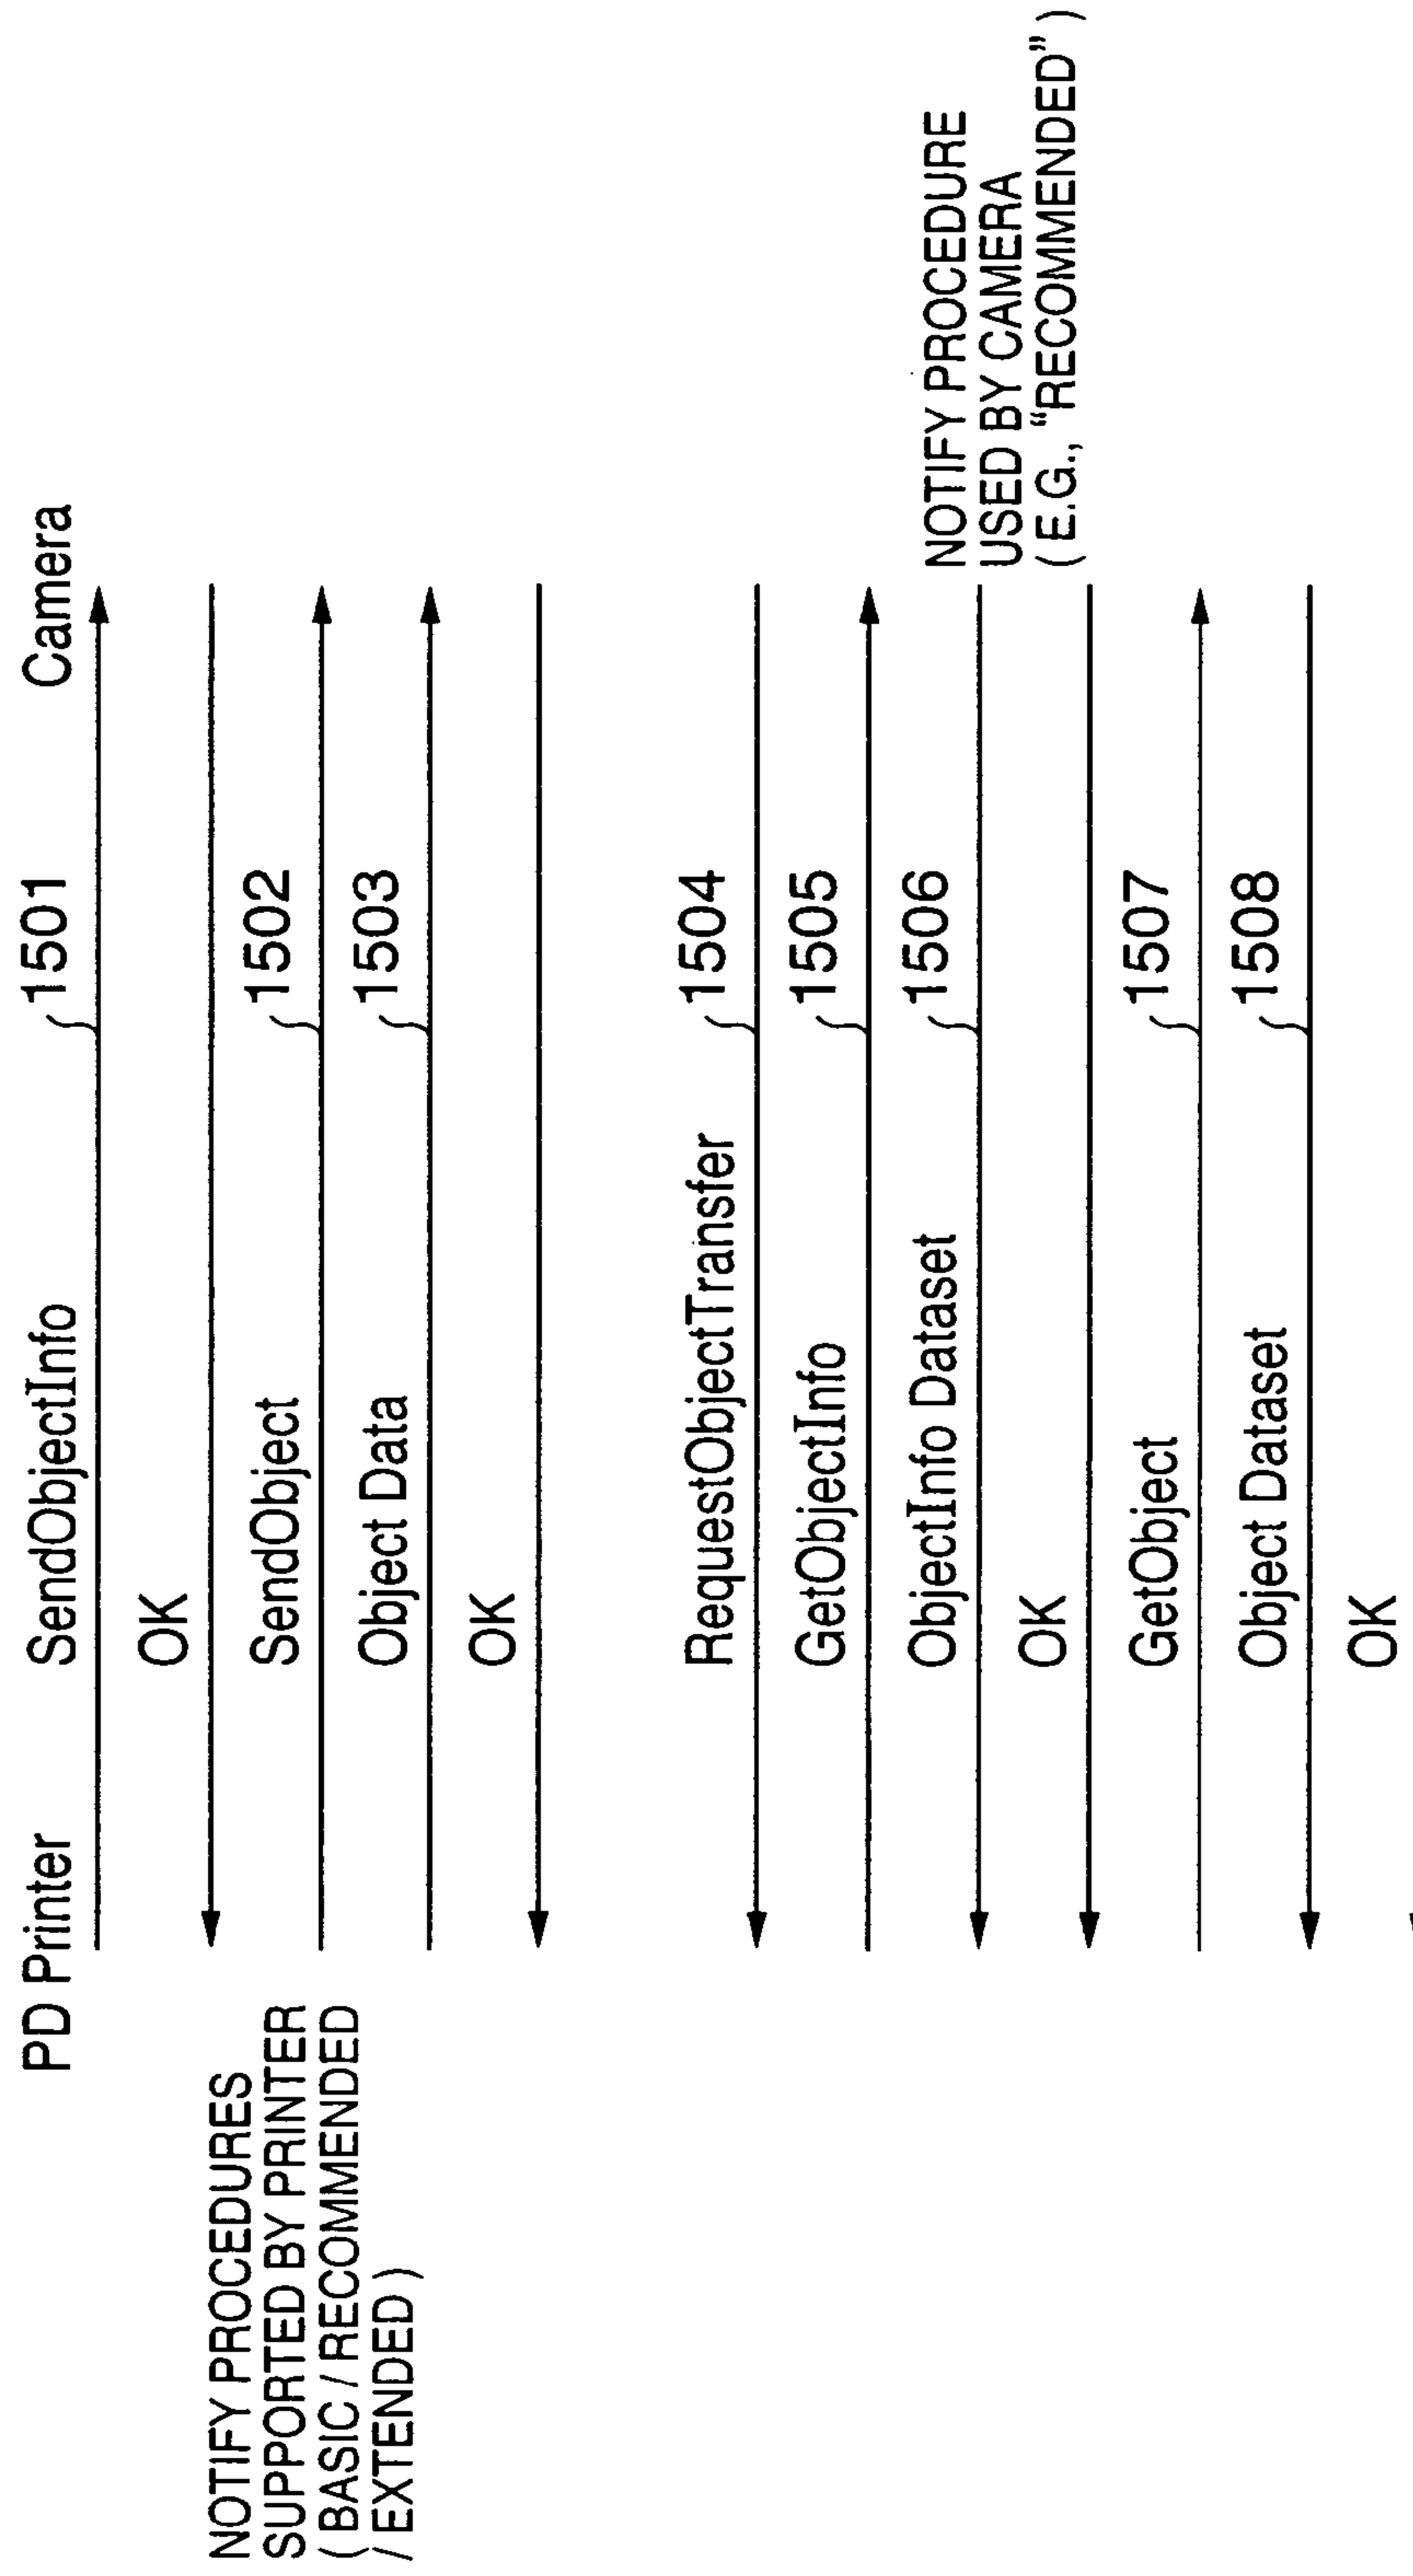 PD Printer
Camera
SendObjectInfo
1501
OK
NOTIFY PROCEDURES
SUPPORTED BY PRINTER
( BASIC / RECOMMENDED
/ EXTENDED )
SendObject
1502
Object Data
1503
OK
RequestObjectTransfer
1504
GetObjectInfo
1505
ObjectInfo Dataset
1506
NOTIFY PROCEDURE
USED BY CAMERA
( E.G., “RECOMMENDED” )
OK
GetObject
1507
Object Dataset
1508
OK